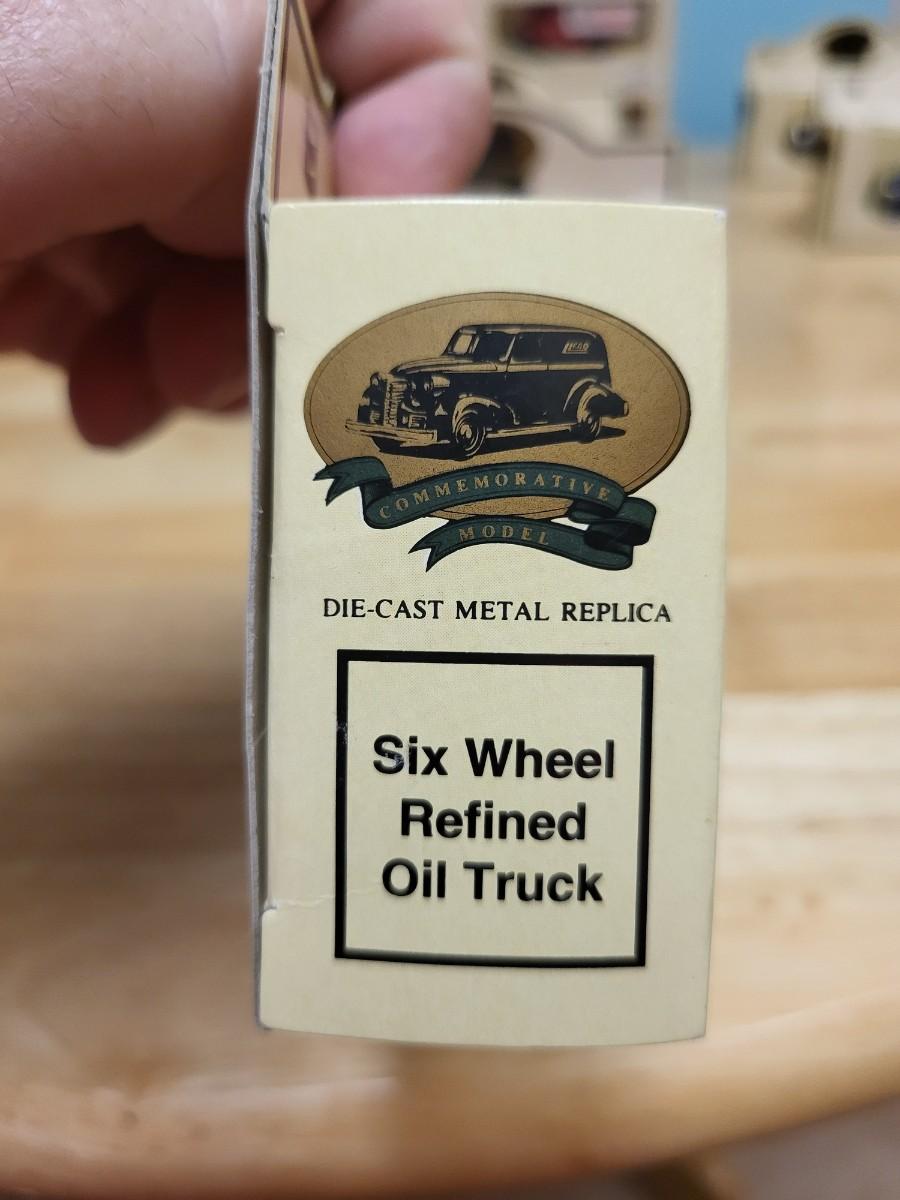 COMMEMORATIVE
MODEL
DIE-CAST METAL REPLICA
Six Wheel
Refined
Oil Truck